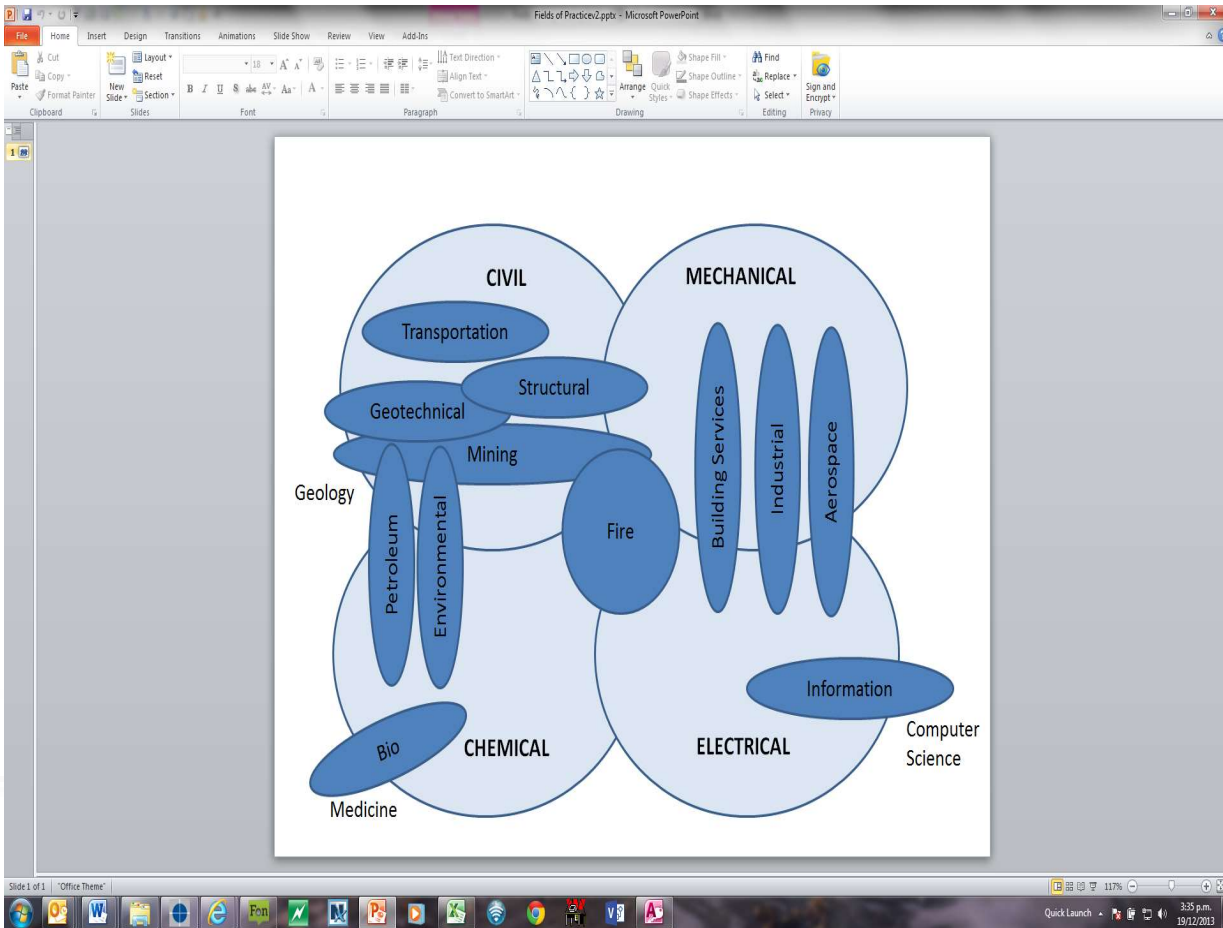 Fields of Practicev2.pptx - Microsoft PowerPoint
File Home Insert Design Transitions Animations Slide Show Review View Add-Ins
Cut
Copy
Format Painter
Paste
Clipboard
New
Slide
Layout
Reset
Section
Slides
18
Font
Text Direction
Align Text
Convert to SmartArt
Paragraph
Arrange
Quick
Styles
Shape Fill
Shape Outline
Shape Effects
Drawing
Find
Replace
Select
Editing
Sign and
Encrypt
Privacy
1
CIVIL
MECHANICAL
Transportation
Structural
Geotechnical
Mining
Geology
Petroleum
Environmental
Fire
Building Services
Industrial
Aerospace
Information
Computer
Science
Bio
CHEMICAL
ELECTRICAL
Medicine
Slide 1 of 1 "Office Theme"
117%
Quick Launch
3:35 p.m.
19/12/2013